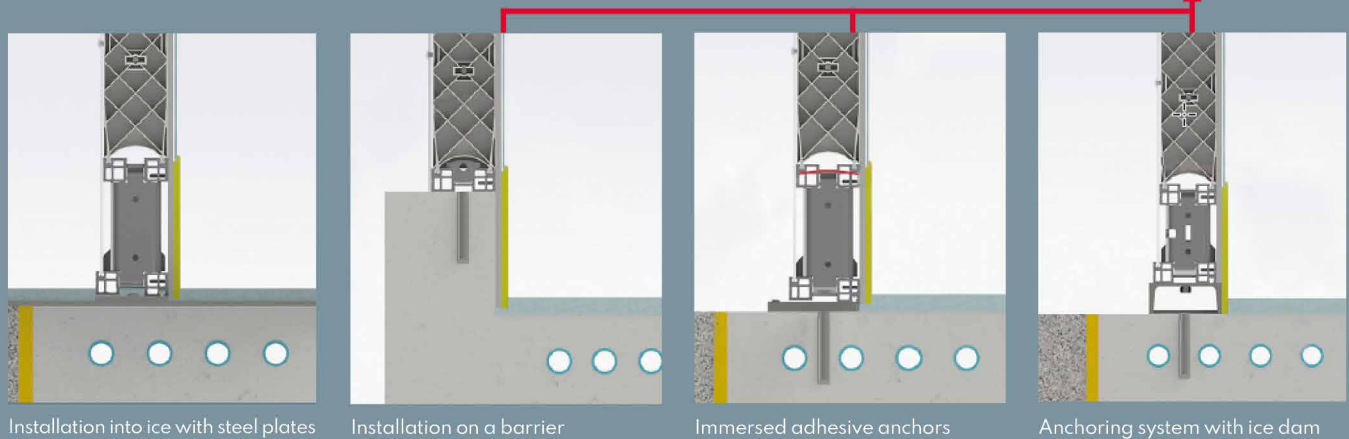 Installation into ice with steel plates
Installation on a barrier
Immersed adhesive anchors
Anchoring system with ice dam